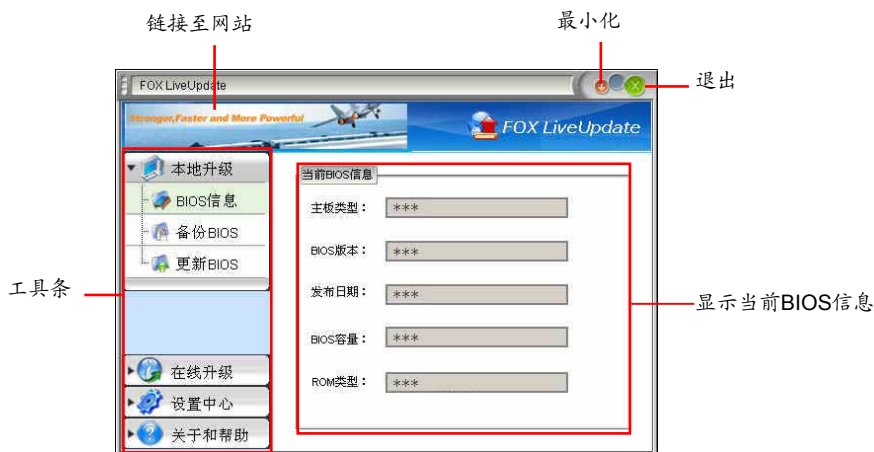 链接至网站
最小化
退出
FOX LiveUpdate
Stronger,Faster and More Powerful
FOX LiveUpdate
本地升级
BIOS信息
备份BIOS
更新BIOS
在线升级
设置中心
关于和帮助
工具条
当前BIOS信息
主板类型： ***
BIOS版本： ***
发布日期： ***
BIOS容量： ***
ROM类型： ***
显示当前BIOS信息